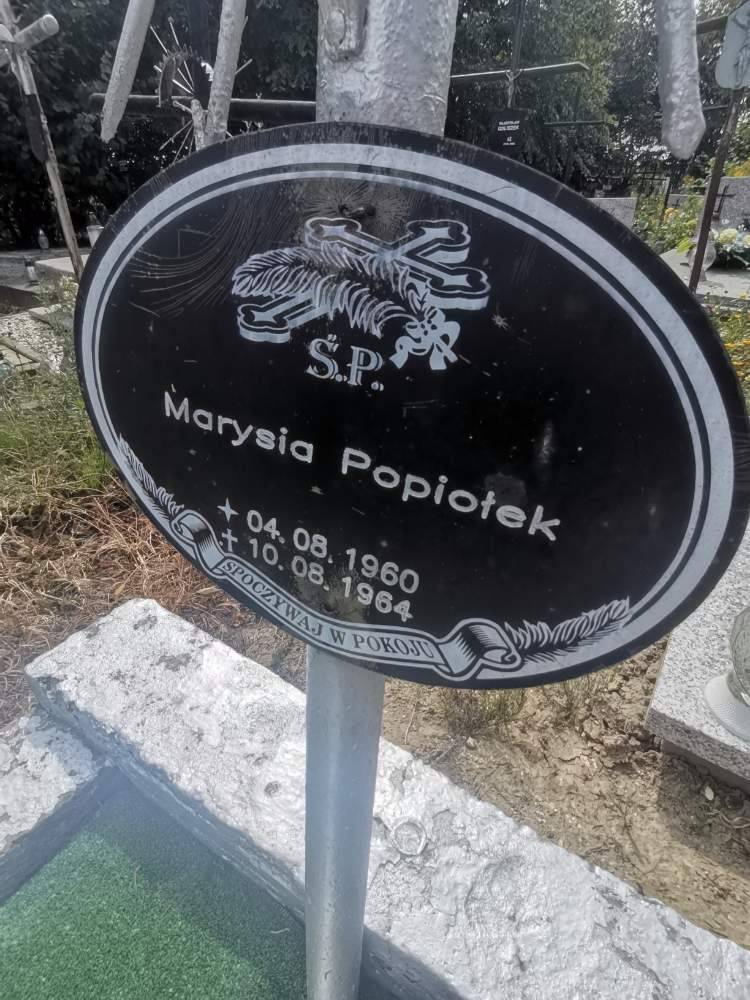 Ś.P.
Marysia Popiołek
04. 08. 1960
10. 08. 1964
SPOCZYWAJ W POKOJU